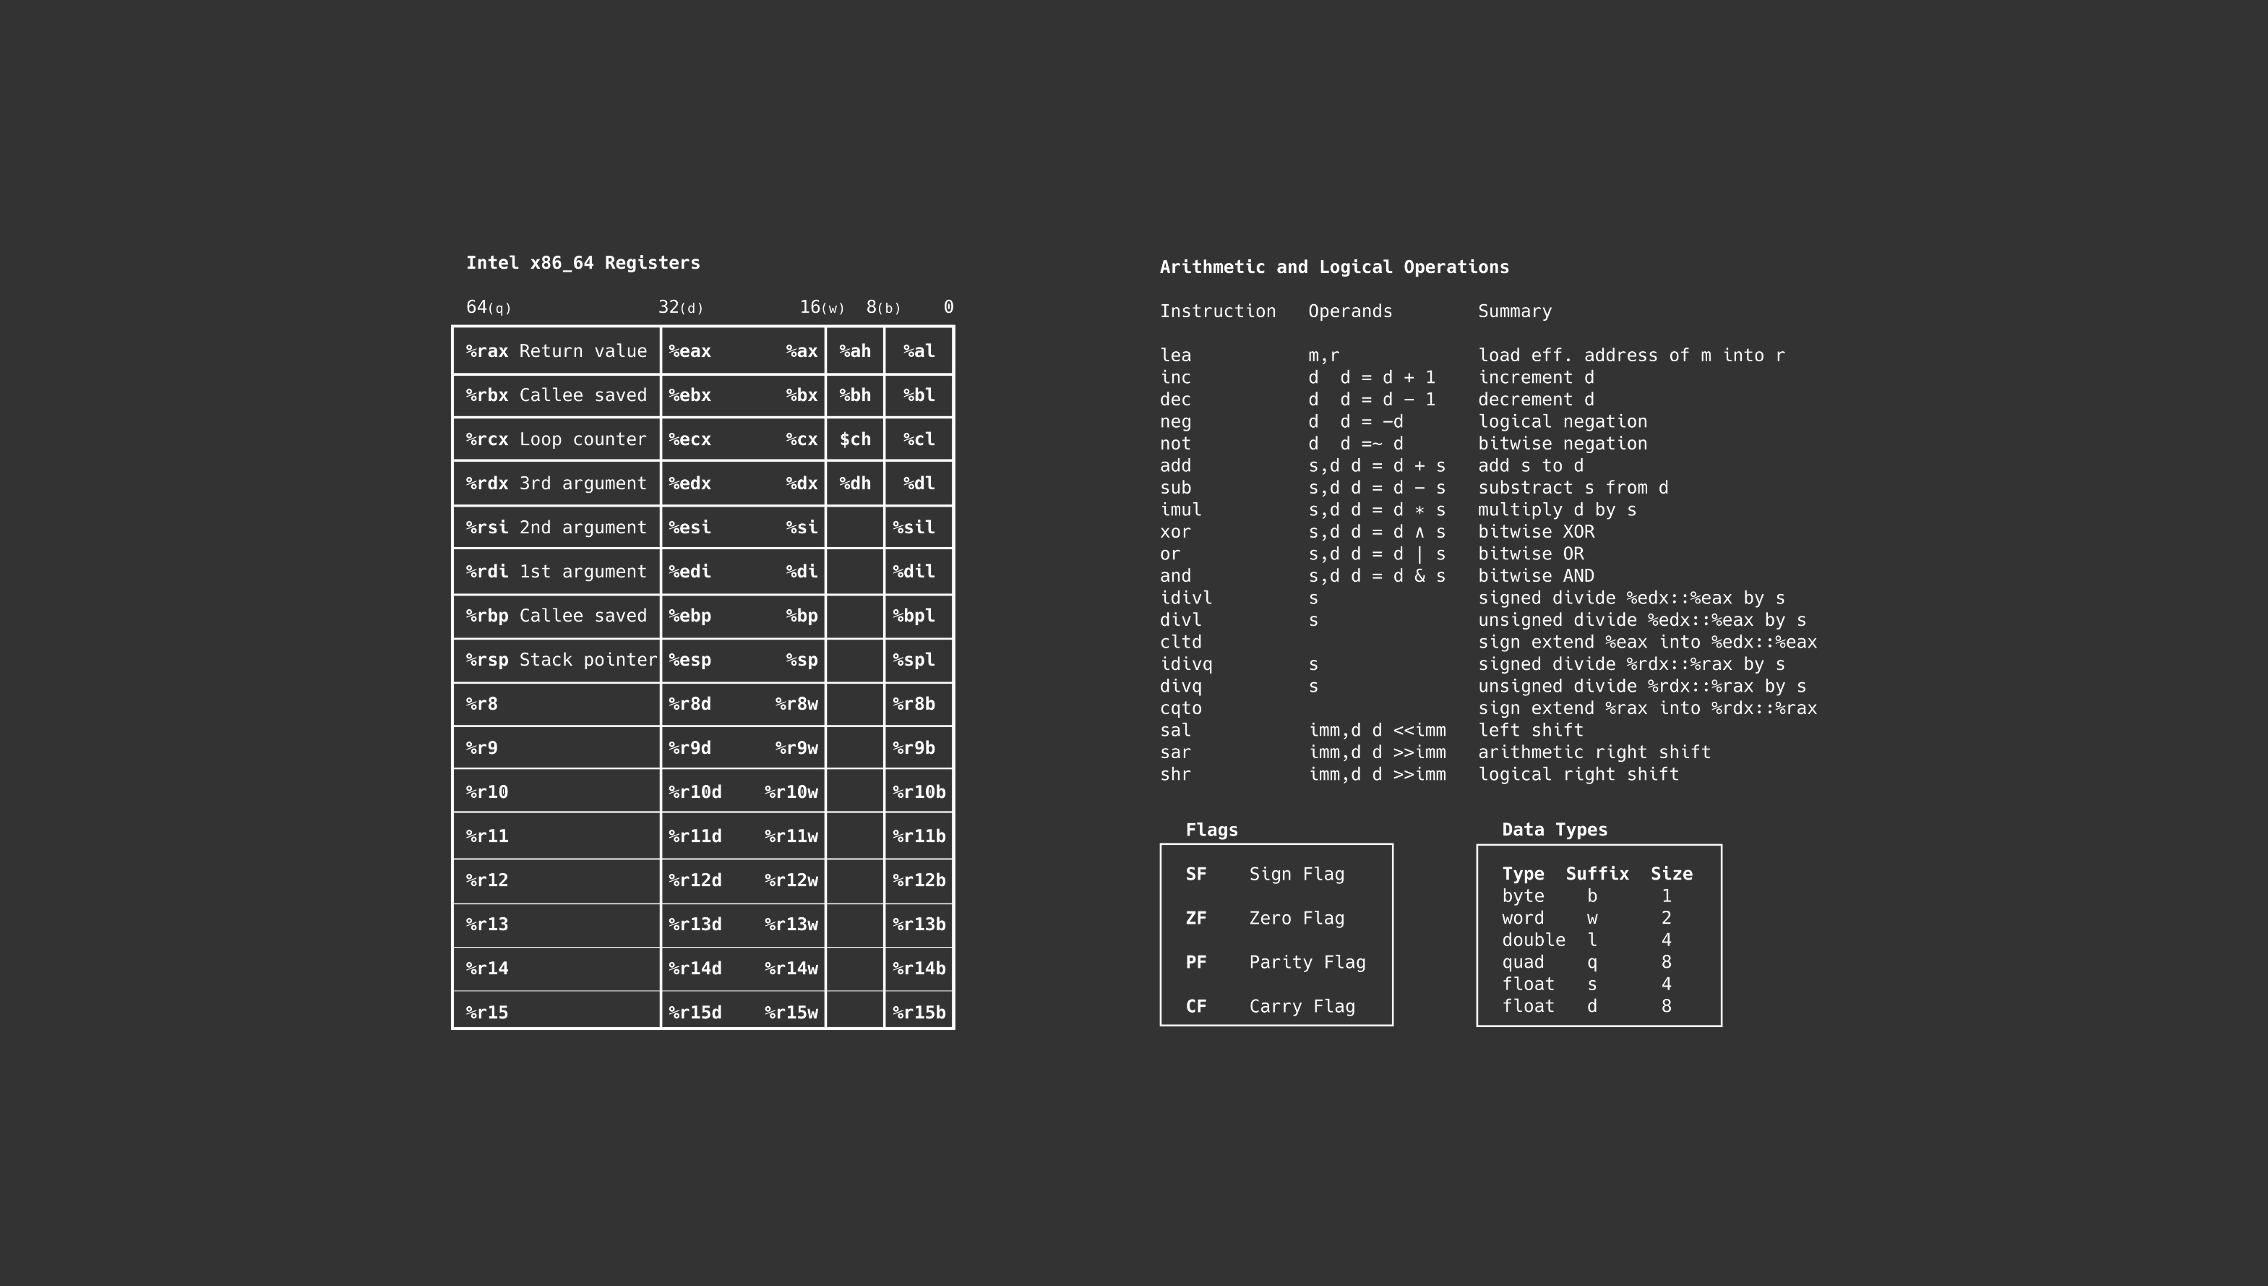 Intel x86_64 Registers
64(q) 32(d) 16(w) 8(b) 0
%rax Return value %eax %ax %ah %al
%rbx Callee saved %ebx %bx %bh %bl
%rcx Loop counter %ecx %cx $ch %cl
%rdx 3rd argument %edx %dx %dh %dl
%rsi 2nd argument %esi %si %sil
%rdi 1st argument %edi %di %dil
%rbp Callee saved %ebp %bp %bpl
%rsp Stack pointer %esp %sp %spl
%r8 %r8d %r8w %r8b
%r9 %r9d %r9w %r9b
%r10 %r10d %r10w %r10b
%r11 %r11d %r11w %r11b
%r12 %r12d %r12w %r12b
%r13 %r13d %r13w %r13b
%r14 %r14d %r14w %r14b
%r15 %r15d %r15w %r15b
Arithmetic and Logical Operations
Instruction Operands Summary
lea m,r load eff. address of m into r
inc d d = d + 1 increment d
dec d d = d − 1 decrement d
neg d d = −d logical negation
not d d =~ d bitwise negation
add s,d d = d + s add s to d
sub s,d d = d − s substract s from d
imul s,d d = d ∗ s multiply d by s
xor s,d d = d ∧ s bitwise XOR
or s,d d = d | s bitwise OR
and s,d d = d & s bitwise AND
idivl s signed divide %edx::%eax by s
divl s unsigned divide %edx::%eax by s
cltd sign extend %eax into %edx::%eax
idivq s signed divide %rdx::%rax by s
divq s unsigned divide %rdx::%rax by s
cqto sign extend %rax into %rdx::%rax
sal imm,d d <<imm left shift
sar imm,d d >>imm arithmetic right shift
shr imm,d d >>imm logical right shift
Flags
SF Sign Flag
ZF Zero Flag
PF Parity Flag
CF Carry Flag
Data Types
Type Suffix Size
byte b 1
word w 2
double l 4
quad q 8
float s 4
float d 8